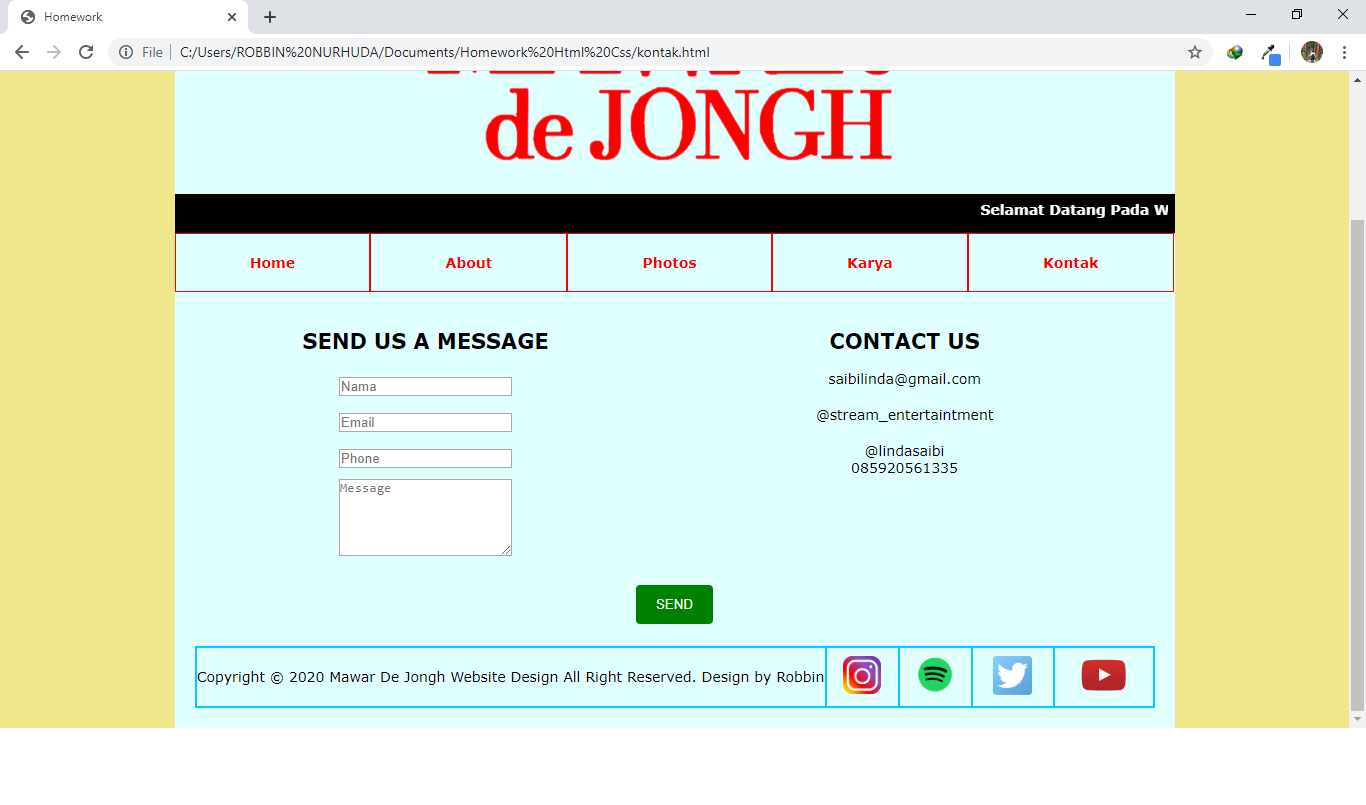 Homework
File
C:/Users/ROBBIN%20NURHUDA/Documents/Homework%20Html%20Css/kontak.html
de JONGH
Selamat Datang Pada W
Home About Photos Karya Kontak
SEND US A MESSAGE
Nama
Email
Phone
Message
CONTACT US
saibilinda@gmail.com
@stream_entertaintment
@lindasaibi
085920561335
SEND
Copyright © 2020 Mawar De Jongh Website Design All Right Reserved. Design by Robbin